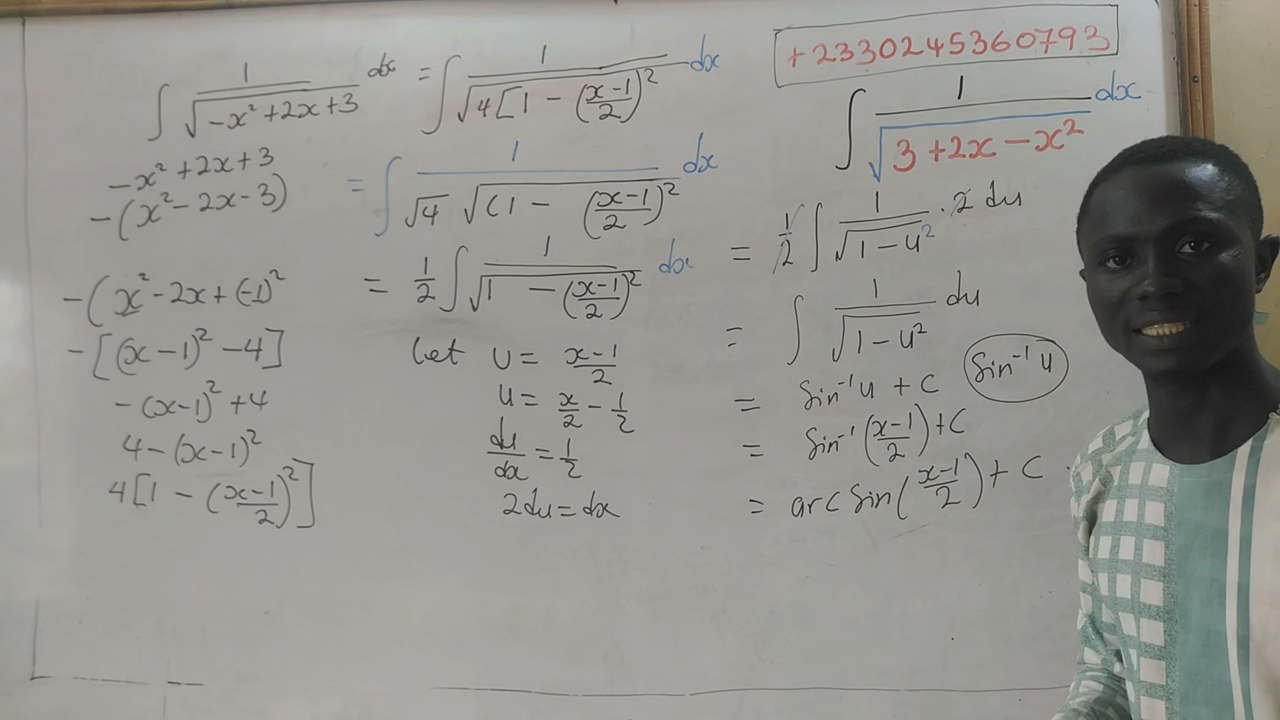 ∫ 1/√(-x² + 2x + 3) dx = ∫ 1/√(4[1 - ((x-1)/2)²) dx
-x² + 2x + 3
-(x² - 2x - 3)
-(x² - 2x + (-1)²
-[(x-1)² - 4]
-(x-1)² + 4
4 - (x-1)²
4[1 - ((x-1)/2)²]
= ∫ 1/(√4 √((1 - ((x-1)/2)²)) dx
= 1/2 ∫ 1/√(1 - ((x-1)/2)²) dx
Let u = (x-1)/2
u = x/2 - 1/2
du/dx = 1/2
2du = dx
+2330245360793
∫ 1/√(3 + 2x - x²) dx
= 1/2 ∫ 1/√(1 - u²) · 2 du
= ∫ 1/√(1 - u²) du
= Sin⁻¹u + C
Sin⁻¹u
= Sin⁻¹((x-1)/2) + C
= arc Sin((x-1)/2) + C